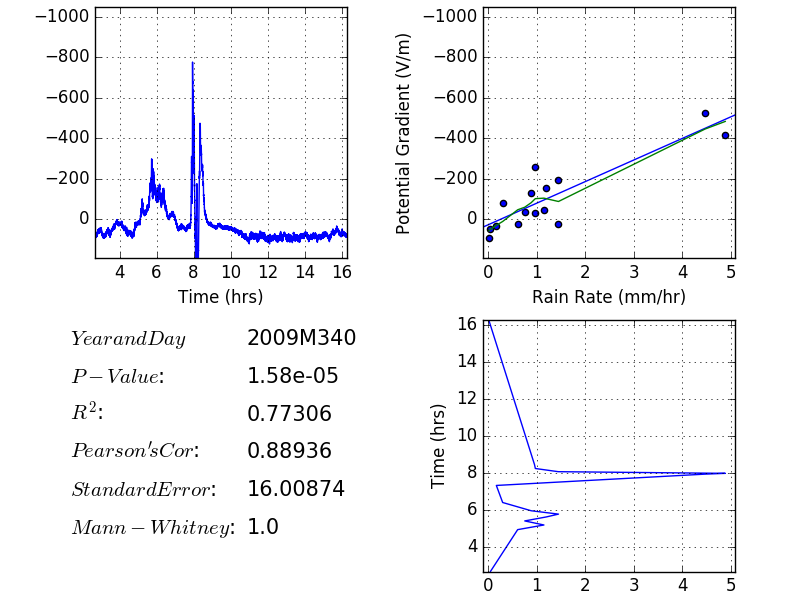 −1000
−800
−600
−400
−200
0
4 6 8 10 12 14 16
Time (hrs)
Potential Gradient (V/m)
−1000
−800
−600
−400
−200
0
0 1 2 3 4 5
Rain Rate (mm/hr)
YearandDay 2009M340
P−Value: 1.58e-05
R²: 0.77306
Pearson'sCor: 0.88936
StandardError: 16.00874
Mann−Whitney: 1.0
Time (hrs)
16
14
12
10
8
6
4
0 1 2 3 4 5